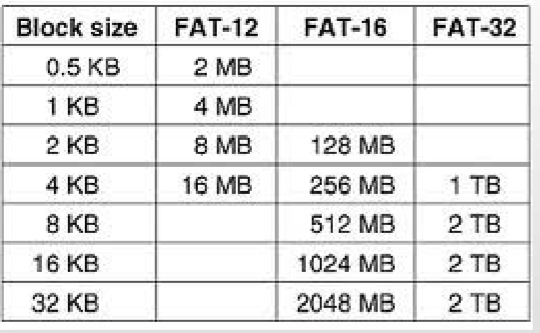 Block size FAT-12 FAT-16 FAT-32
0.5 KB 2 MB
1 KB 4 MB
2 KB 8 MB 128 MB
4 KB 16 MB 256 MB 1 TB
8 KB 512 MB 2 TB
16 KB 1024 MB 2 TB
32 KB 2048 MB 2 TB